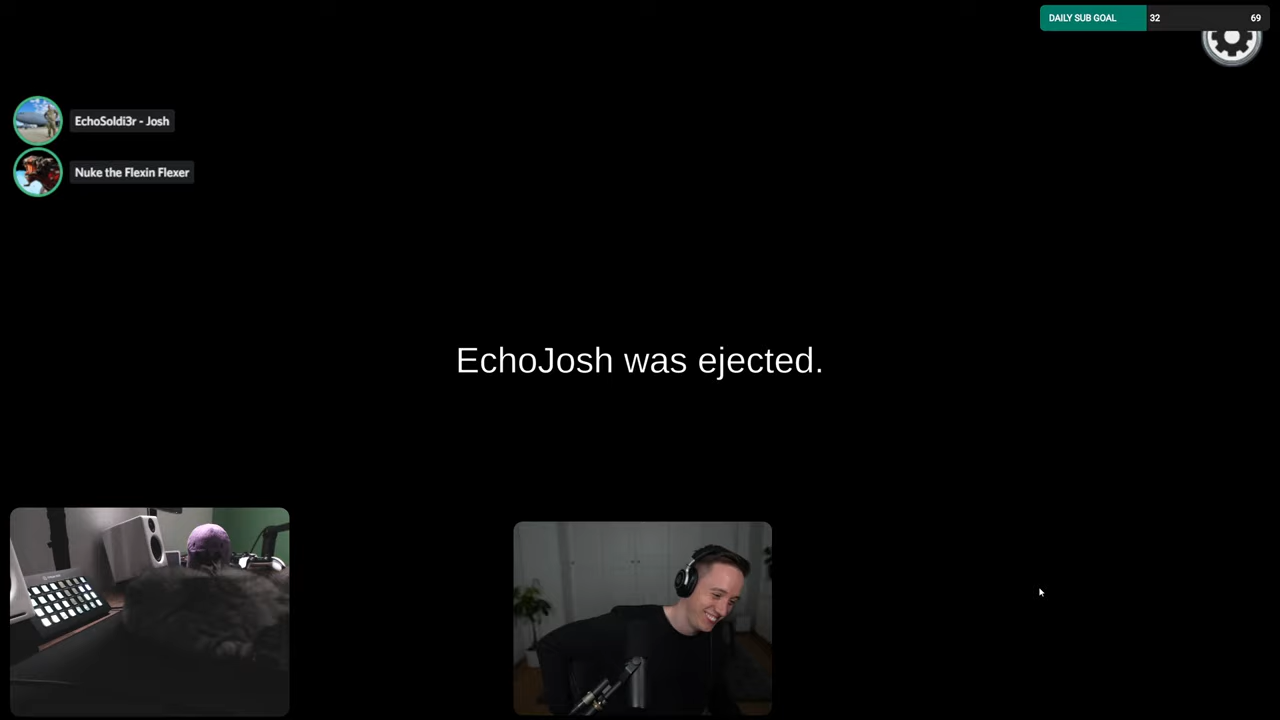 DAILY SUB GOAL 32 69
EchoSoldi3r - Josh
Nuke the Flexin Flexer
EchoJosh was ejected.